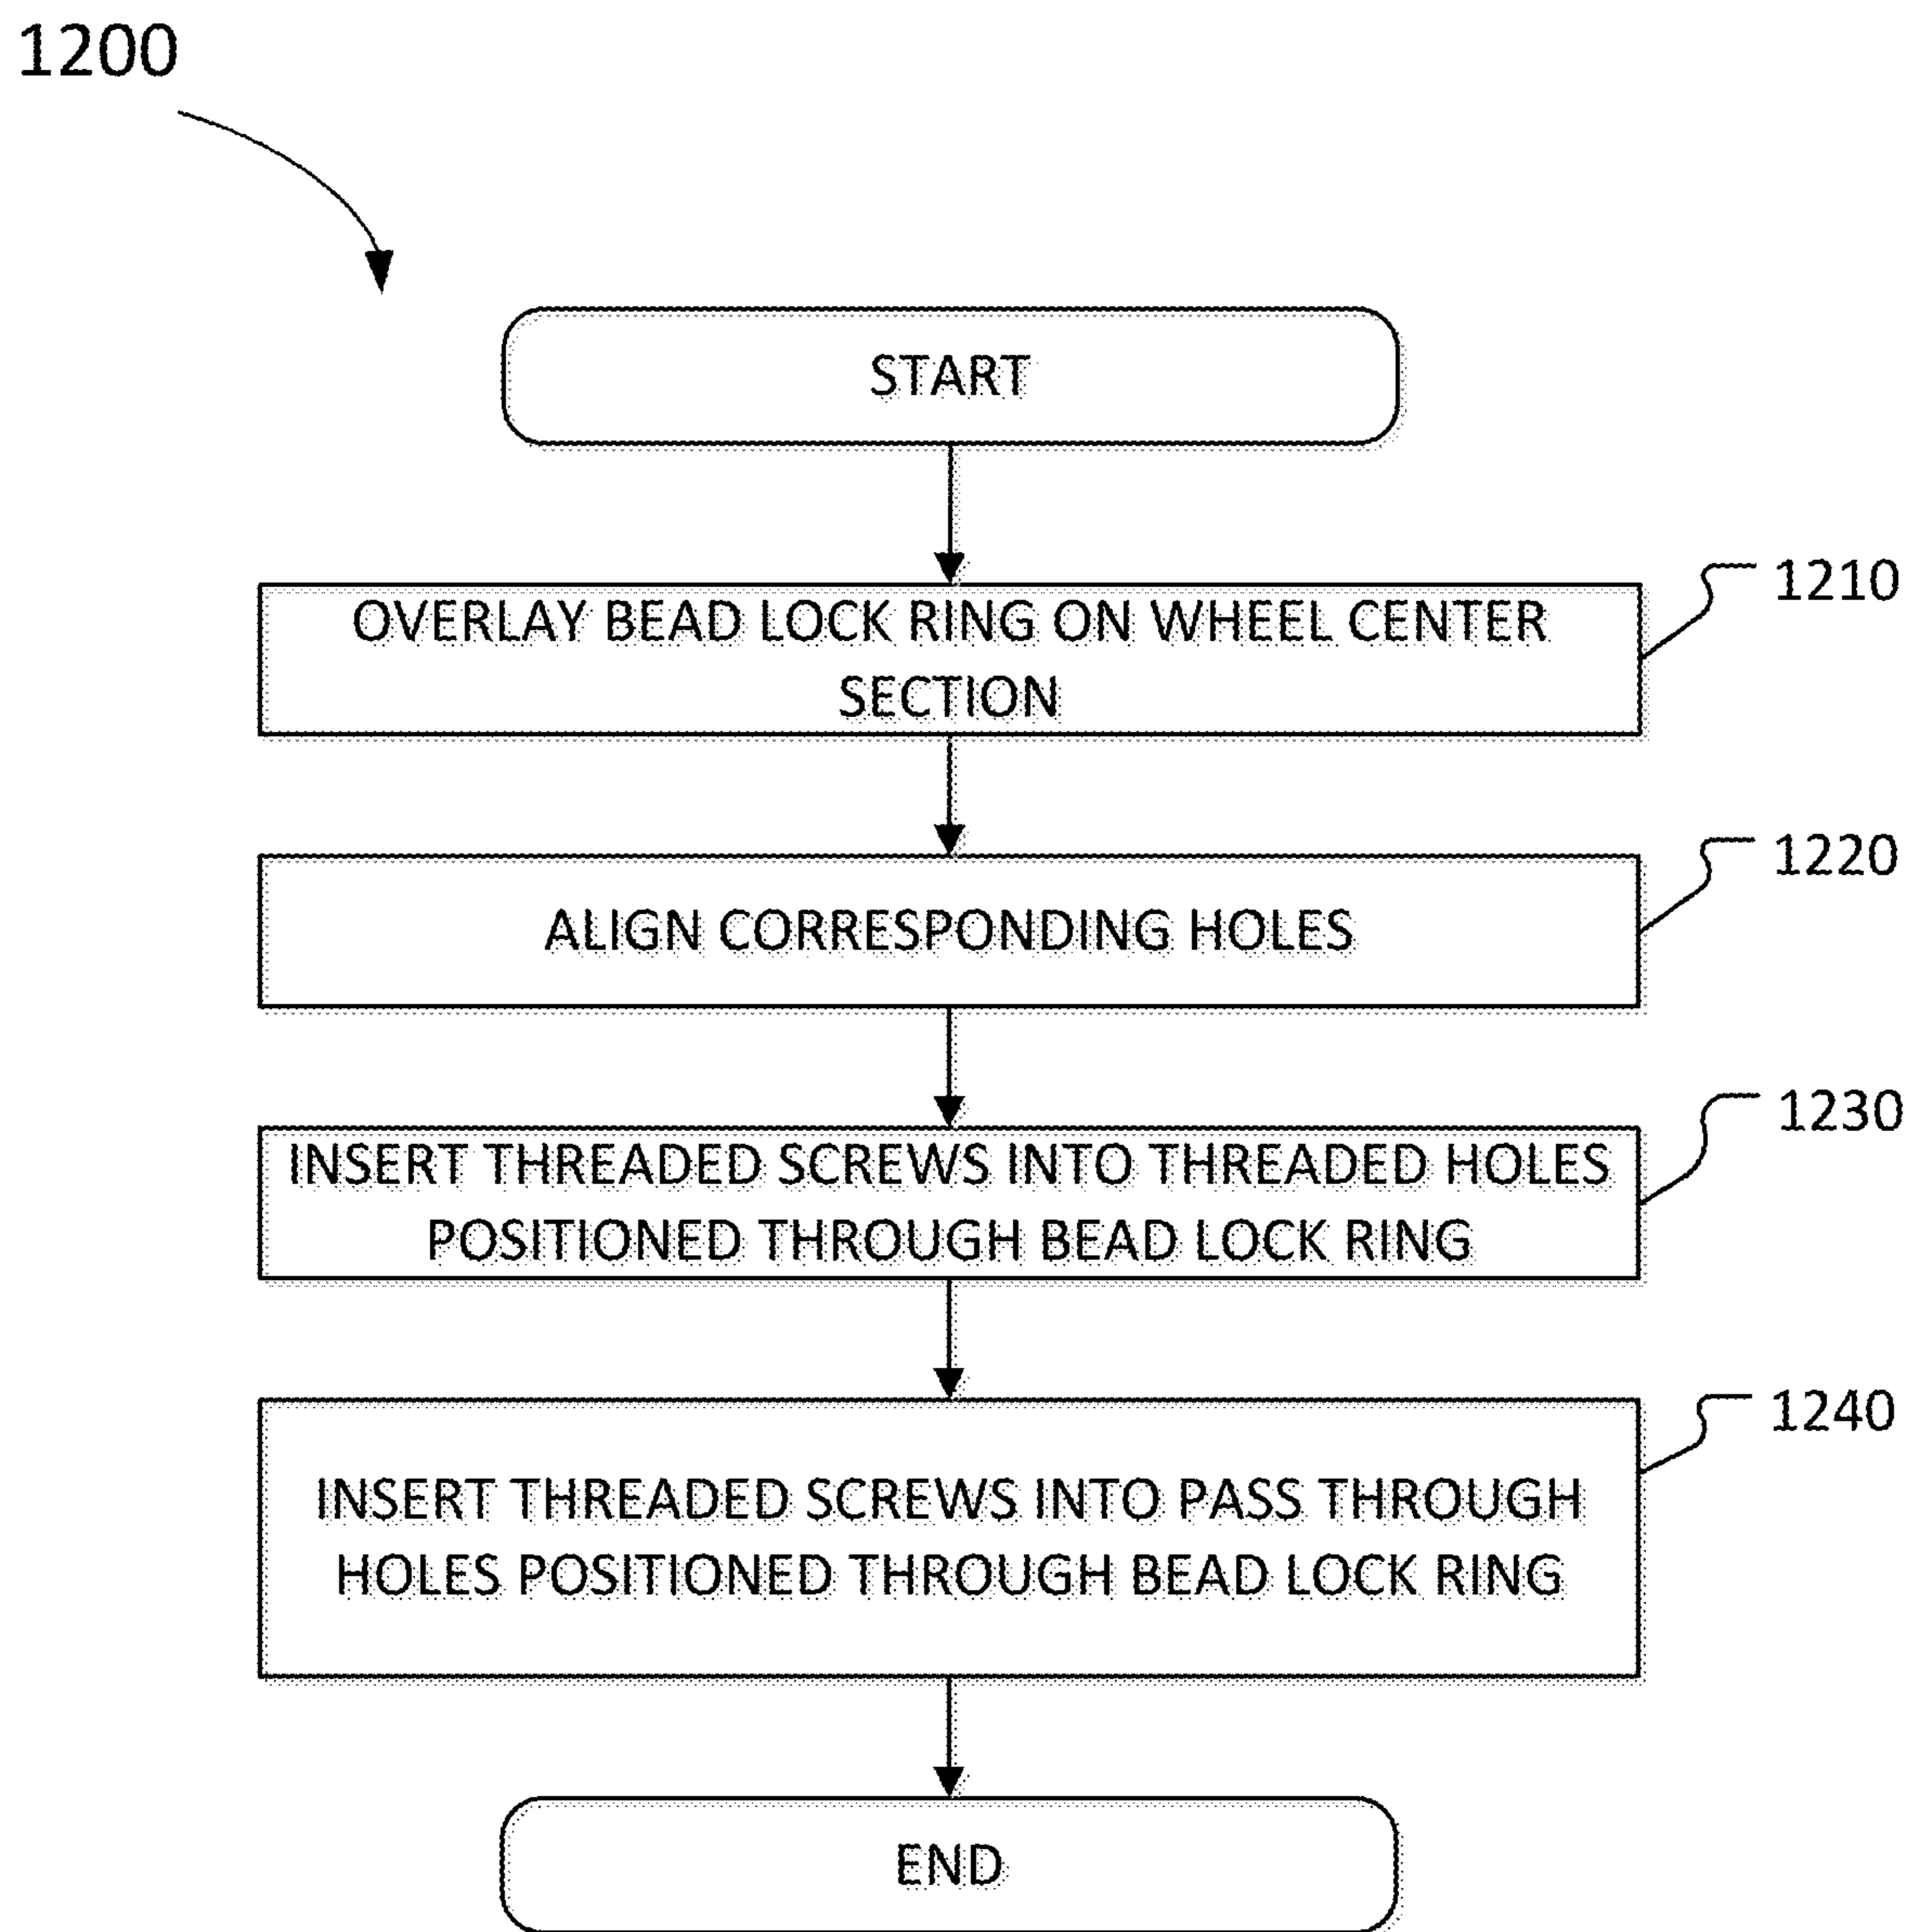 1200
START
OVERLAY BEAD LOCK RING ON WHEEL CENTER
SECTION
1210
ALIGN CORRESPONDING HOLES
1220
INSERT THREADED SCREWS INTO THREADED HOLES
POSITIONED THROUGH BEAD LOCK RING
1230
INSERT THREADED SCREWS INTO PASS THROUGH
HOLES POSITIONED THROUGH BEAD LOCK RING
1240
END